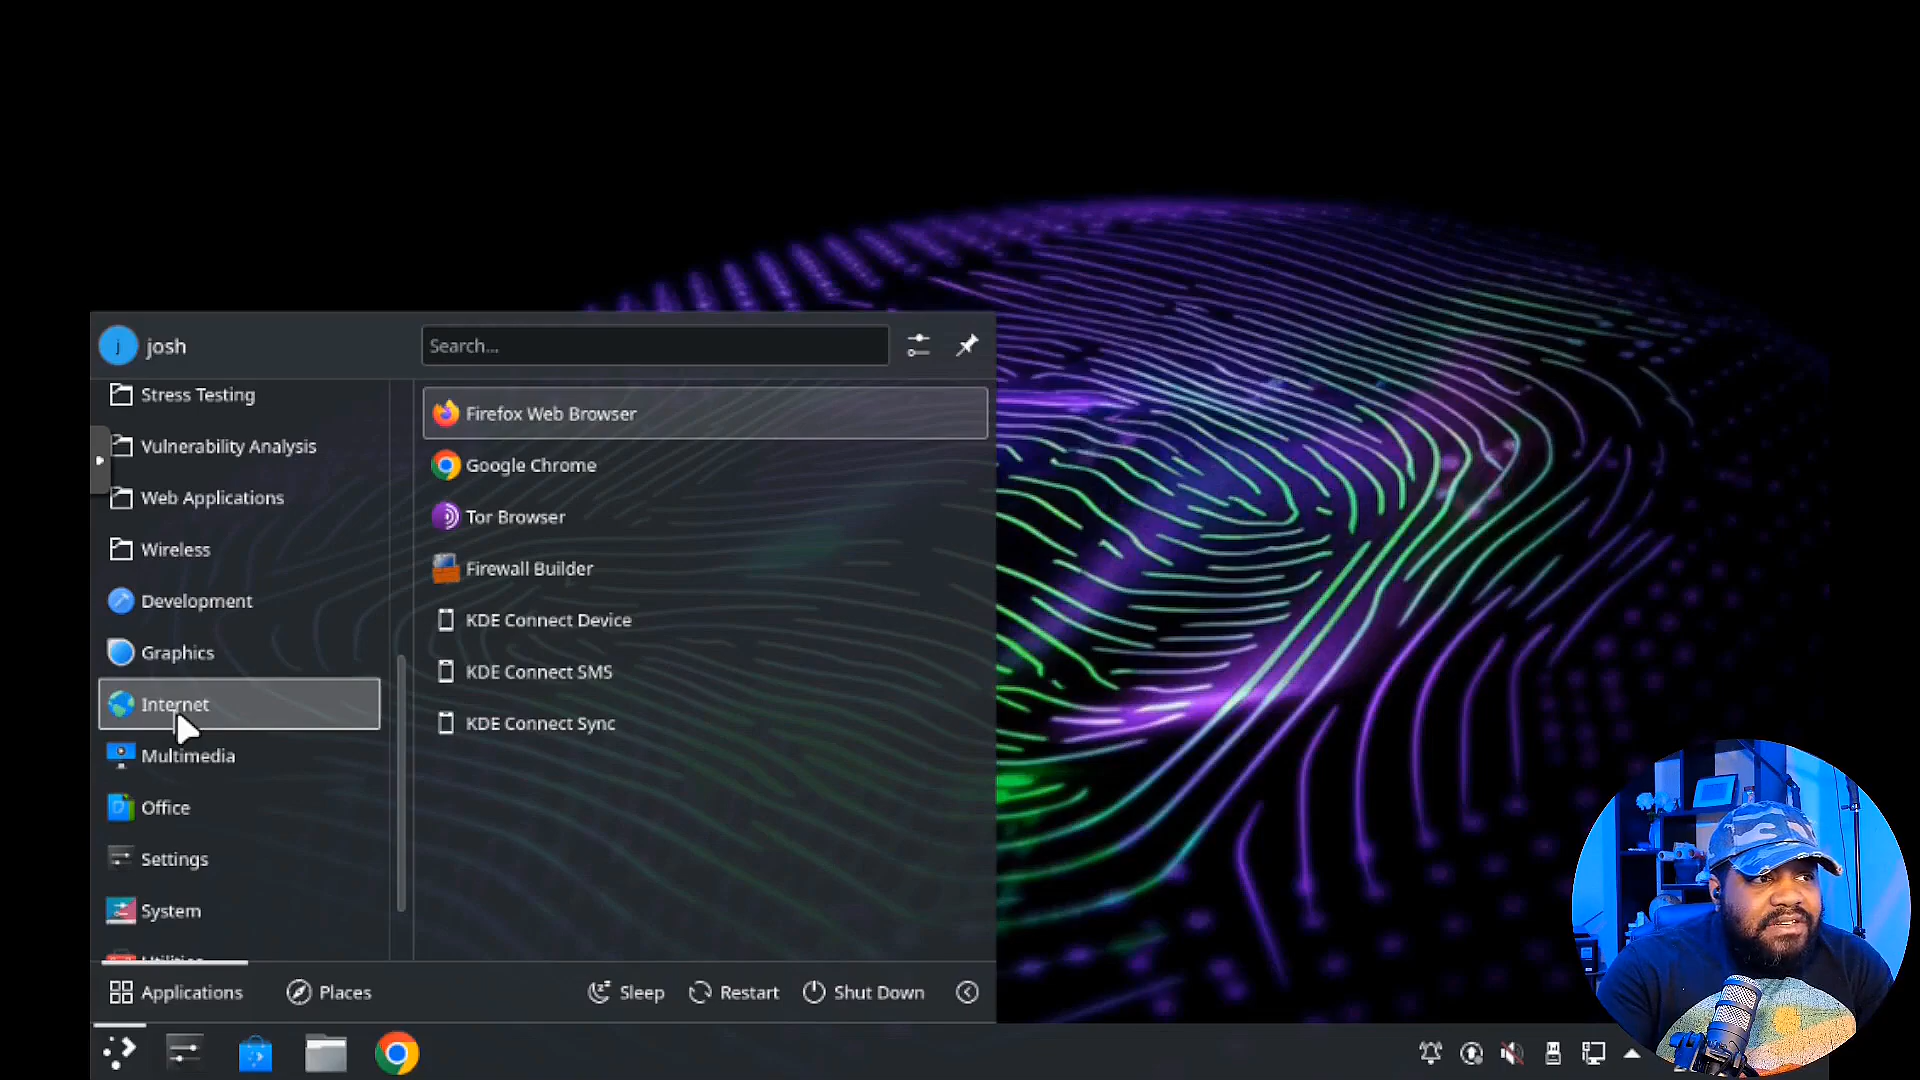 j
josh
Search...
Stress Testing
Vulnerability Analysis
Web Applications
Wireless
Development
Graphics
Internet
Multimedia
Office
Settings
System
Utilities
Firefox Web Browser
Google Chrome
Tor Browser
Firewall Builder
KDE Connect Device
KDE Connect SMS
KDE Connect Sync
Applications
Places
Sleep
Restart
Shut Down